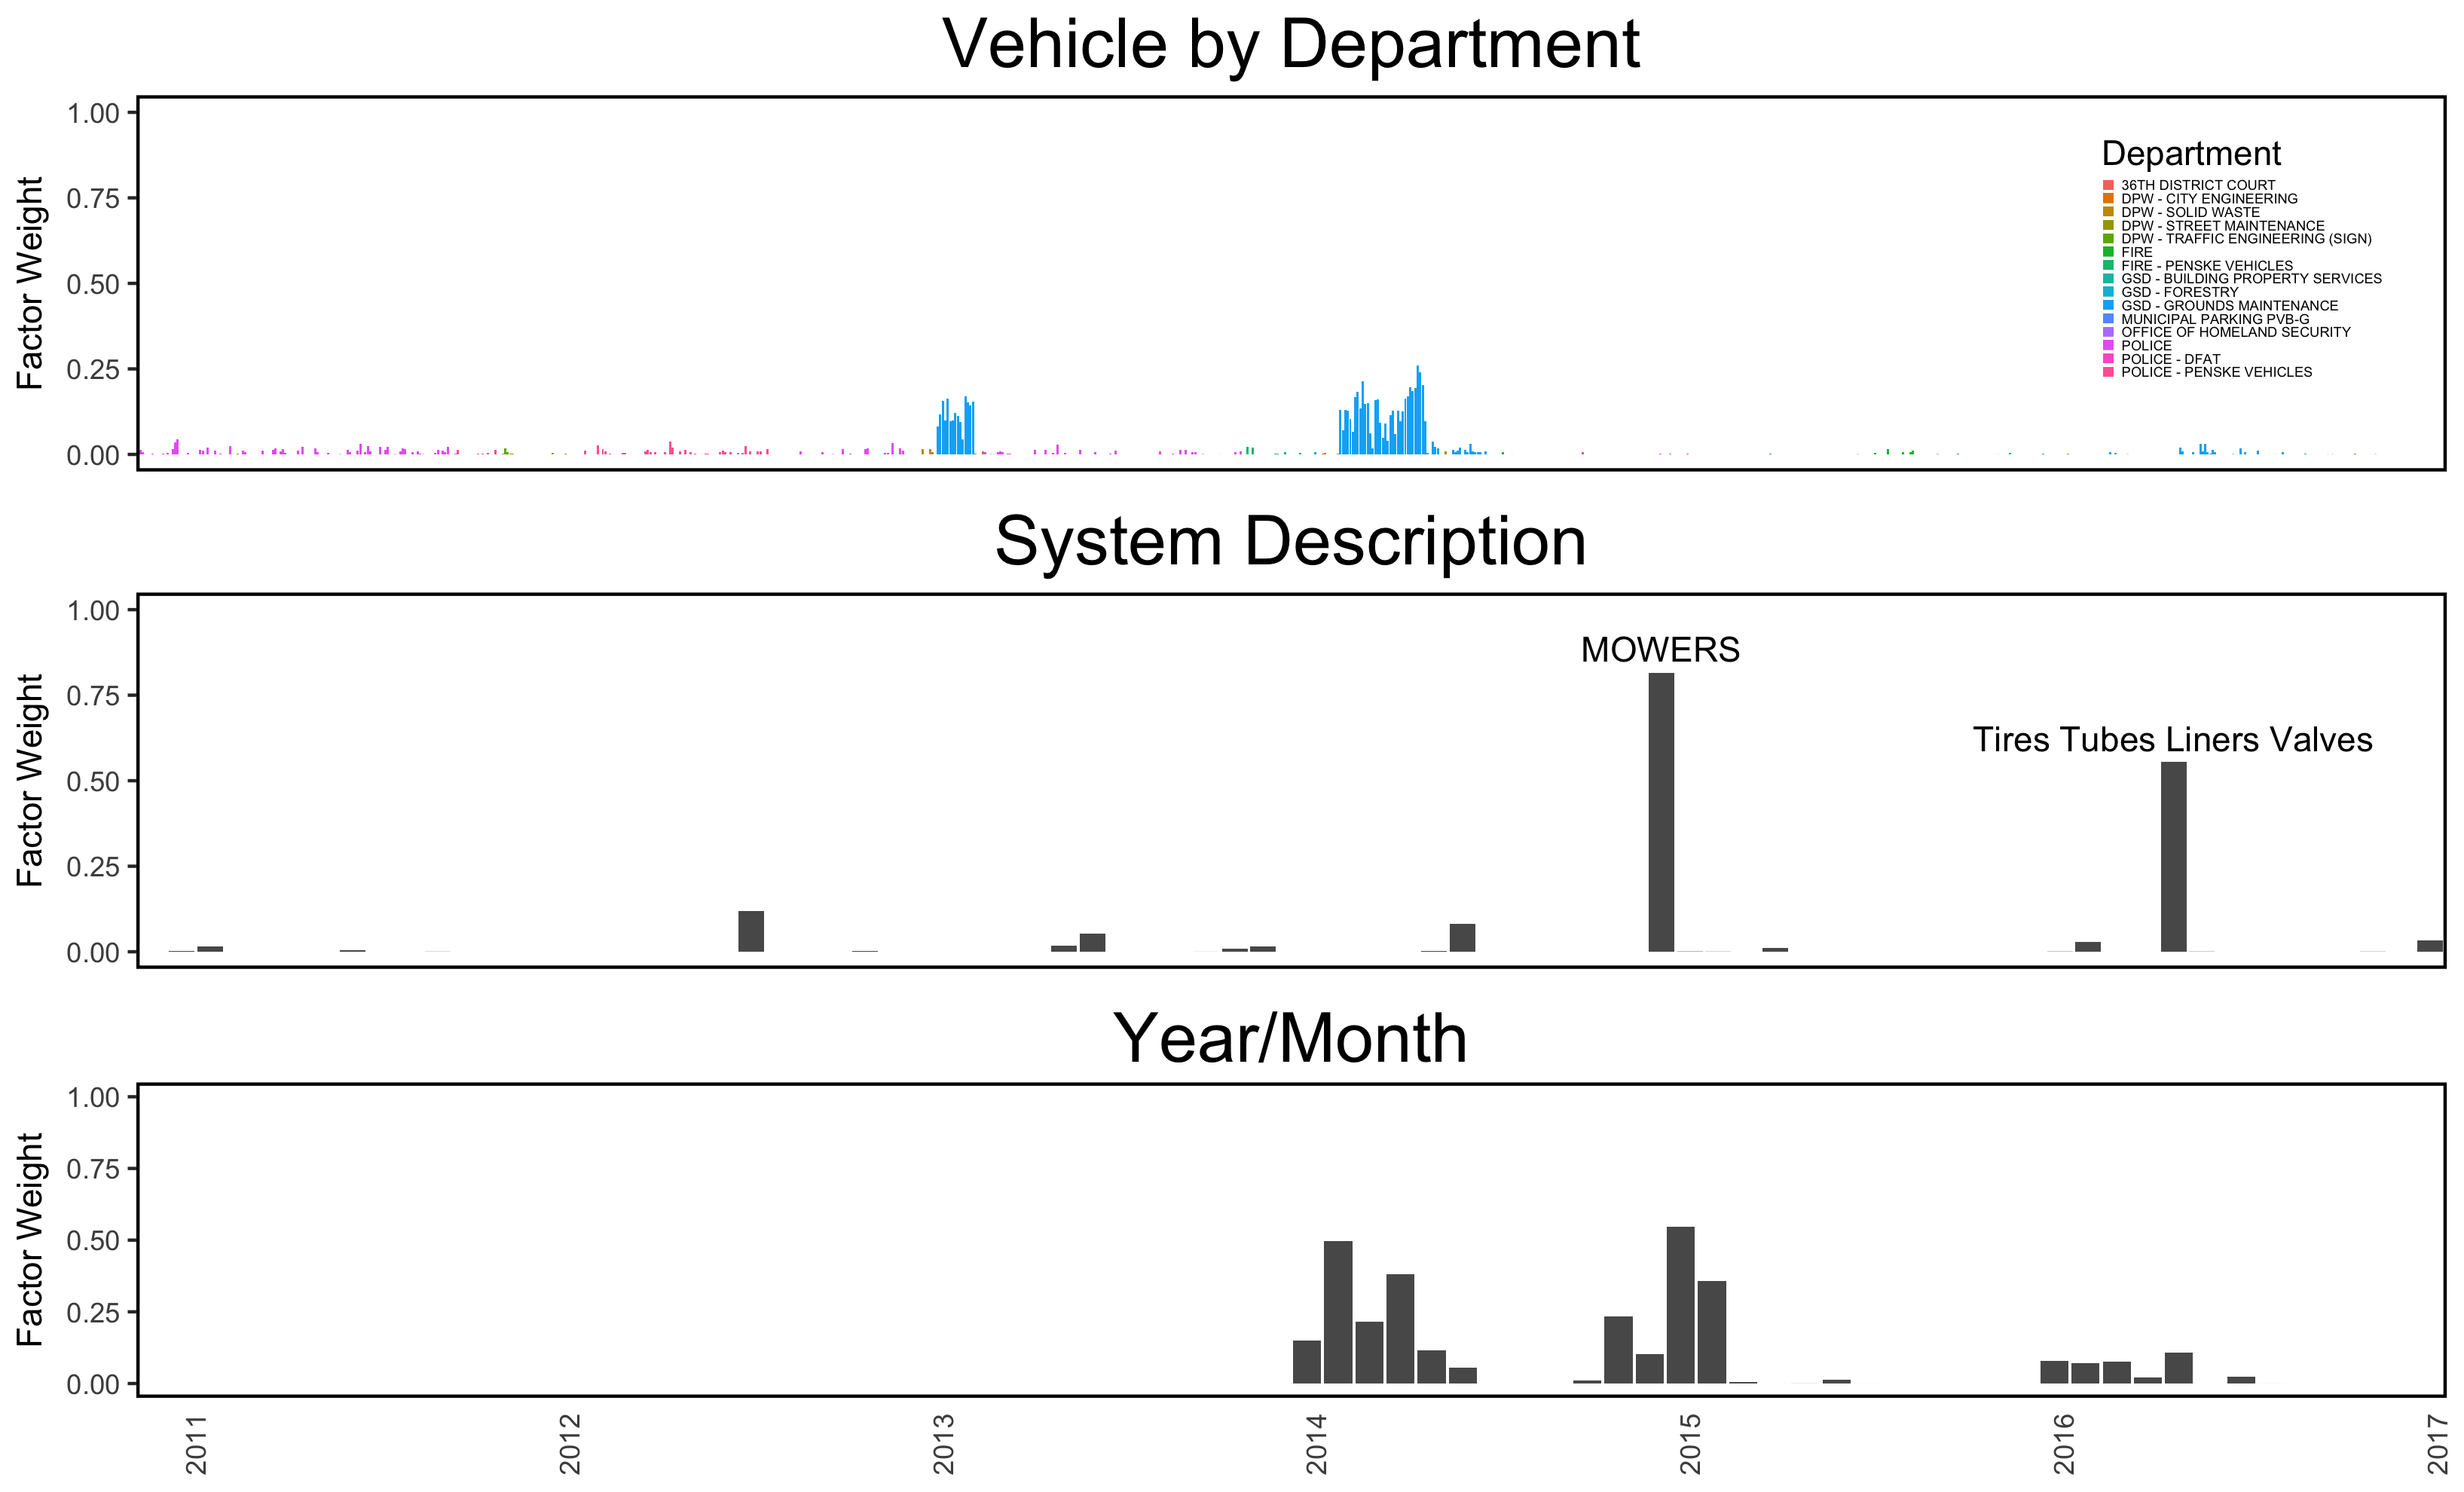 Vehicle by Department
Factor Weight
1.00
0.75
0.50
0.25
0.00
Department
36TH DISTRICT COURT
DPW - CITY ENGINEERING
DPW - SOLID WASTE
DPW - STREET MAINTENANCE
DPW - TRAFFIC ENGINEERING (SIGN)
FIRE
FIRE - PENSKE VEHICLES
GSD - BUILDING PROPERTY SERVICES
GSD - FORESTRY
GSD - GROUNDS MAINTENANCE
MUNICIPAL PARKING PVB-G
OFFICE OF HOMELAND SECURITY
POLICE
POLICE - DFAT
POLICE - PENSKE VEHICLES
System Description
Factor Weight
1.00
0.75
0.50
0.25
0.00
MOWERS
Tires Tubes Liners Valves
Year/Month
Factor Weight
1.00
0.75
0.50
0.25
0.00
2011
2012
2013
2014
2015
2016
2017